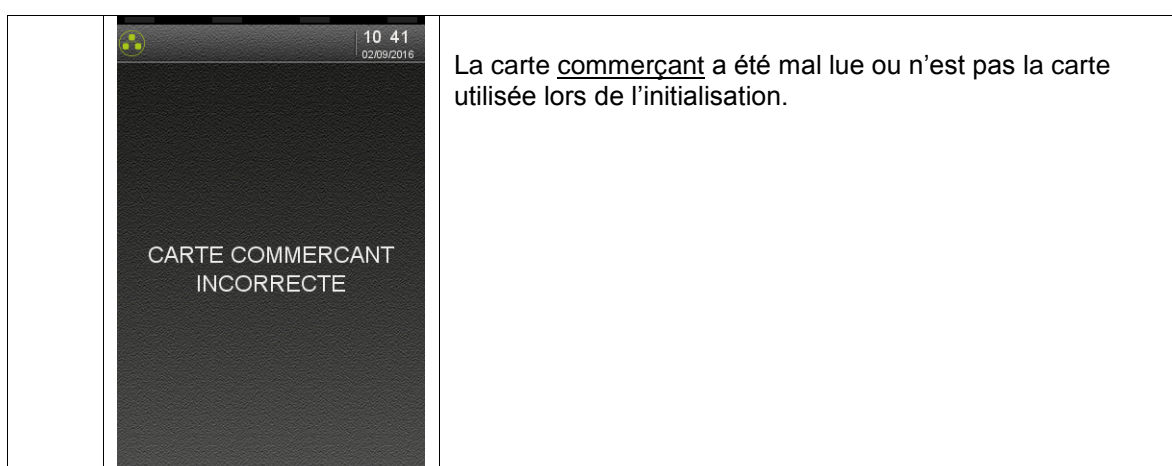 10 41
02/09/2016
CARTE COMMERCANT
INCORRECTE
La carte commerçant a été mal lue ou n’est pas la carte
utilisée lors de l’initialisation.